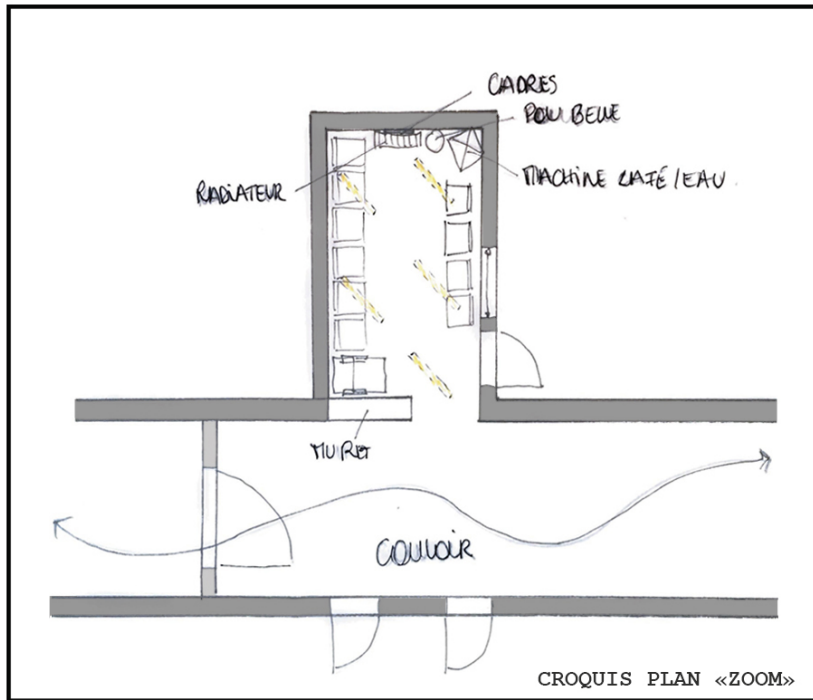 CADRES
POUBELLE
RADIATEUR
MACHINE CAFÉ/EAU
MURET
COULOIR
CROQUIS PLAN «ZOOM»